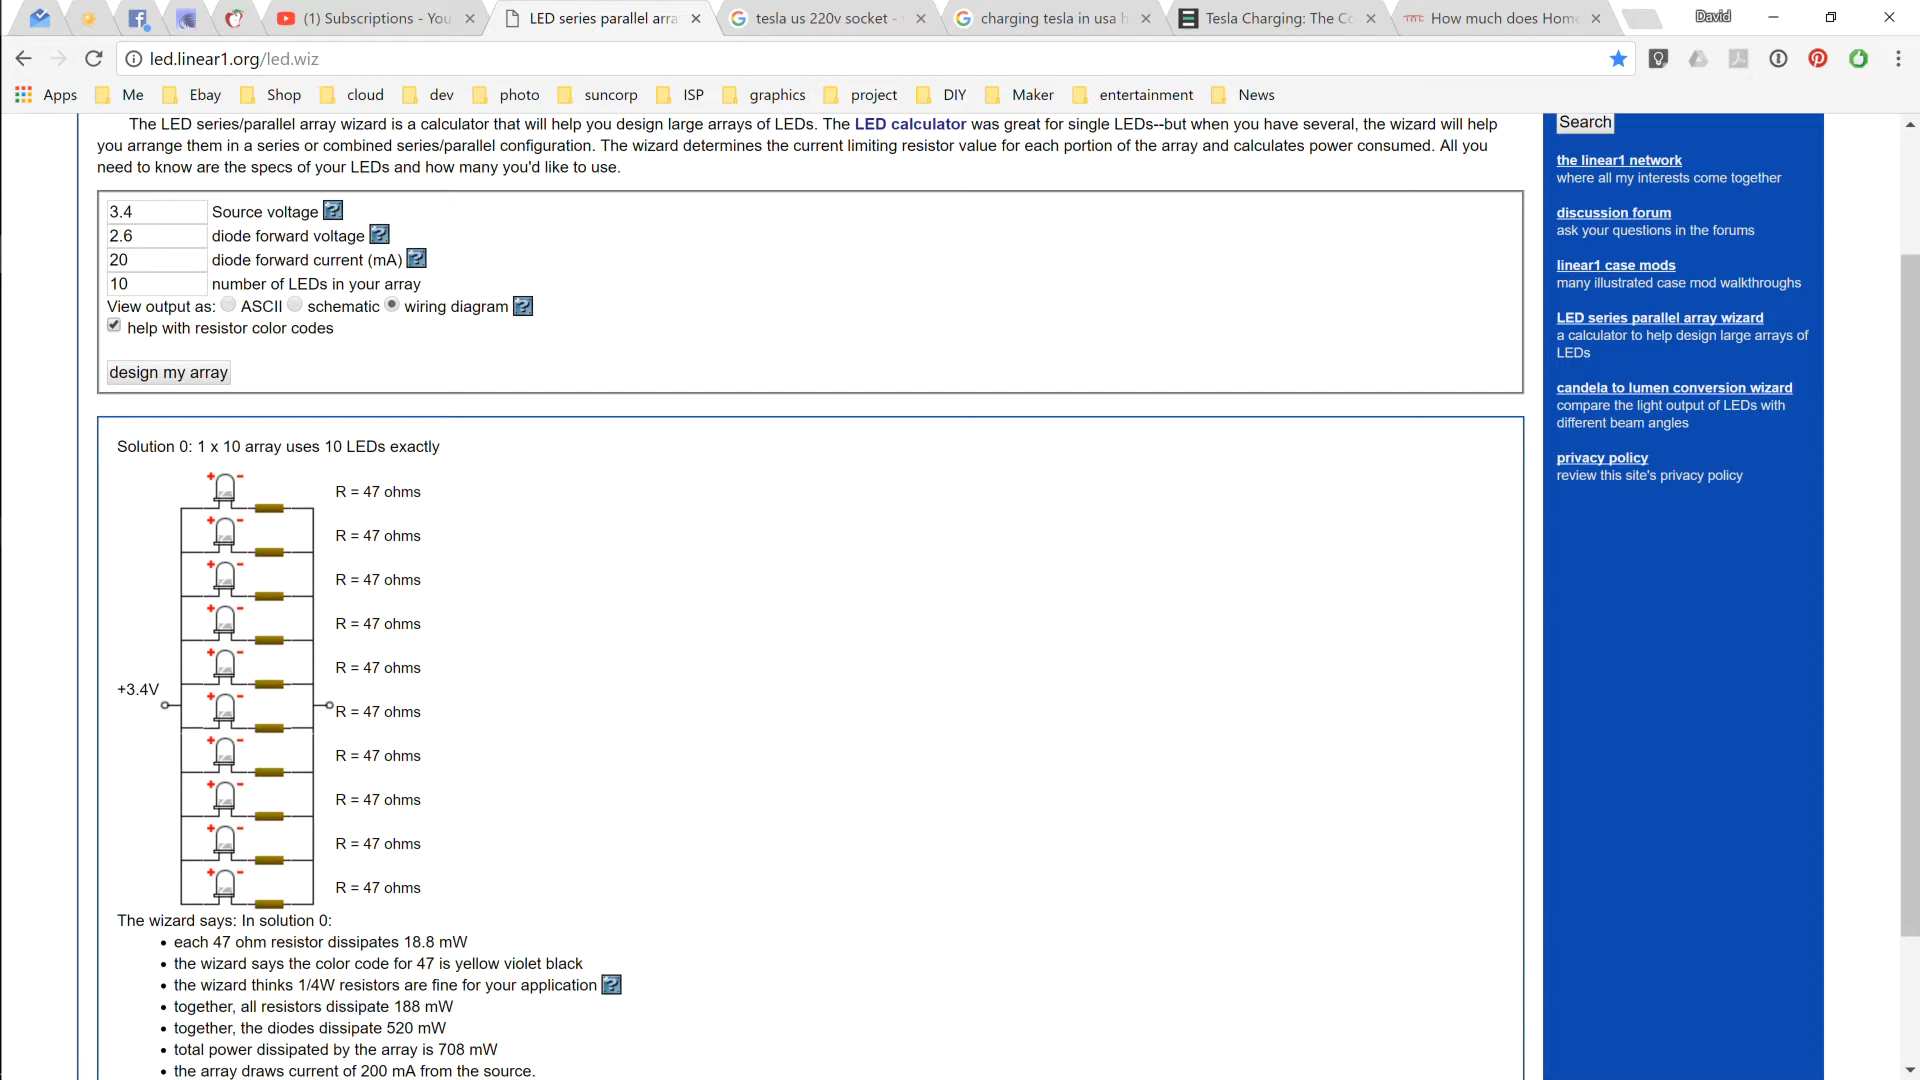 (1) Subscriptions - You
LED series parallel arra
tesla us 220v socket -
charging tesla in usa h
Tesla Charging: The Co
How much does Home
David
led.linear1.org/led.wiz
Apps Me Ebay Shop cloud dev photo suncorp ISP graphics project DIY Maker entertainment News
The LED series/parallel array wizard is a calculator that will help you design large arrays of LEDs. The LED calculator was great for single LEDs--but when you have several, the wizard will help
you arrange them in a series or combined series/parallel configuration. The wizard determines the current limiting resistor value for each portion of the array and calculates power consumed. All you
need to know are the specs of your LEDs and how many you'd like to use.
3.4 Source voltage ?
2.6 diode forward voltage ?
20 diode forward current (mA) ?
10 number of LEDs in your array
View output as: ASCII schematic wiring diagram ?
help with resistor color codes
design my array
Solution 0: 1 x 10 array uses 10 LEDs exactly
+ - R = 47 ohms
+ - R = 47 ohms
+ - R = 47 ohms
+ - R = 47 ohms
+ - R = 47 ohms
+3.4V
+ - R = 47 ohms
+ - R = 47 ohms
+ - R = 47 ohms
+ - R = 47 ohms
+ - R = 47 ohms
The wizard says: In solution 0:
• each 47 ohm resistor dissipates 18.8 mW
• the wizard says the color code for 47 is yellow violet black
• the wizard thinks 1/4W resistors are fine for your application ?
• together, all resistors dissipate 188 mW
• together, the diodes dissipate 520 mW
• total power dissipated by the array is 708 mW
• the array draws current of 200 mA from the source.
Search
the linear1 network
where all my interests come together
discussion forum
ask your questions in the forums
linear1 case mods
many illustrated case mod walkthroughs
LED series parallel array wizard
a calculator to help design large arrays of
LEDs
candela to lumen conversion wizard
compare the light output of LEDs with
different beam angles
privacy policy
review this site's privacy policy